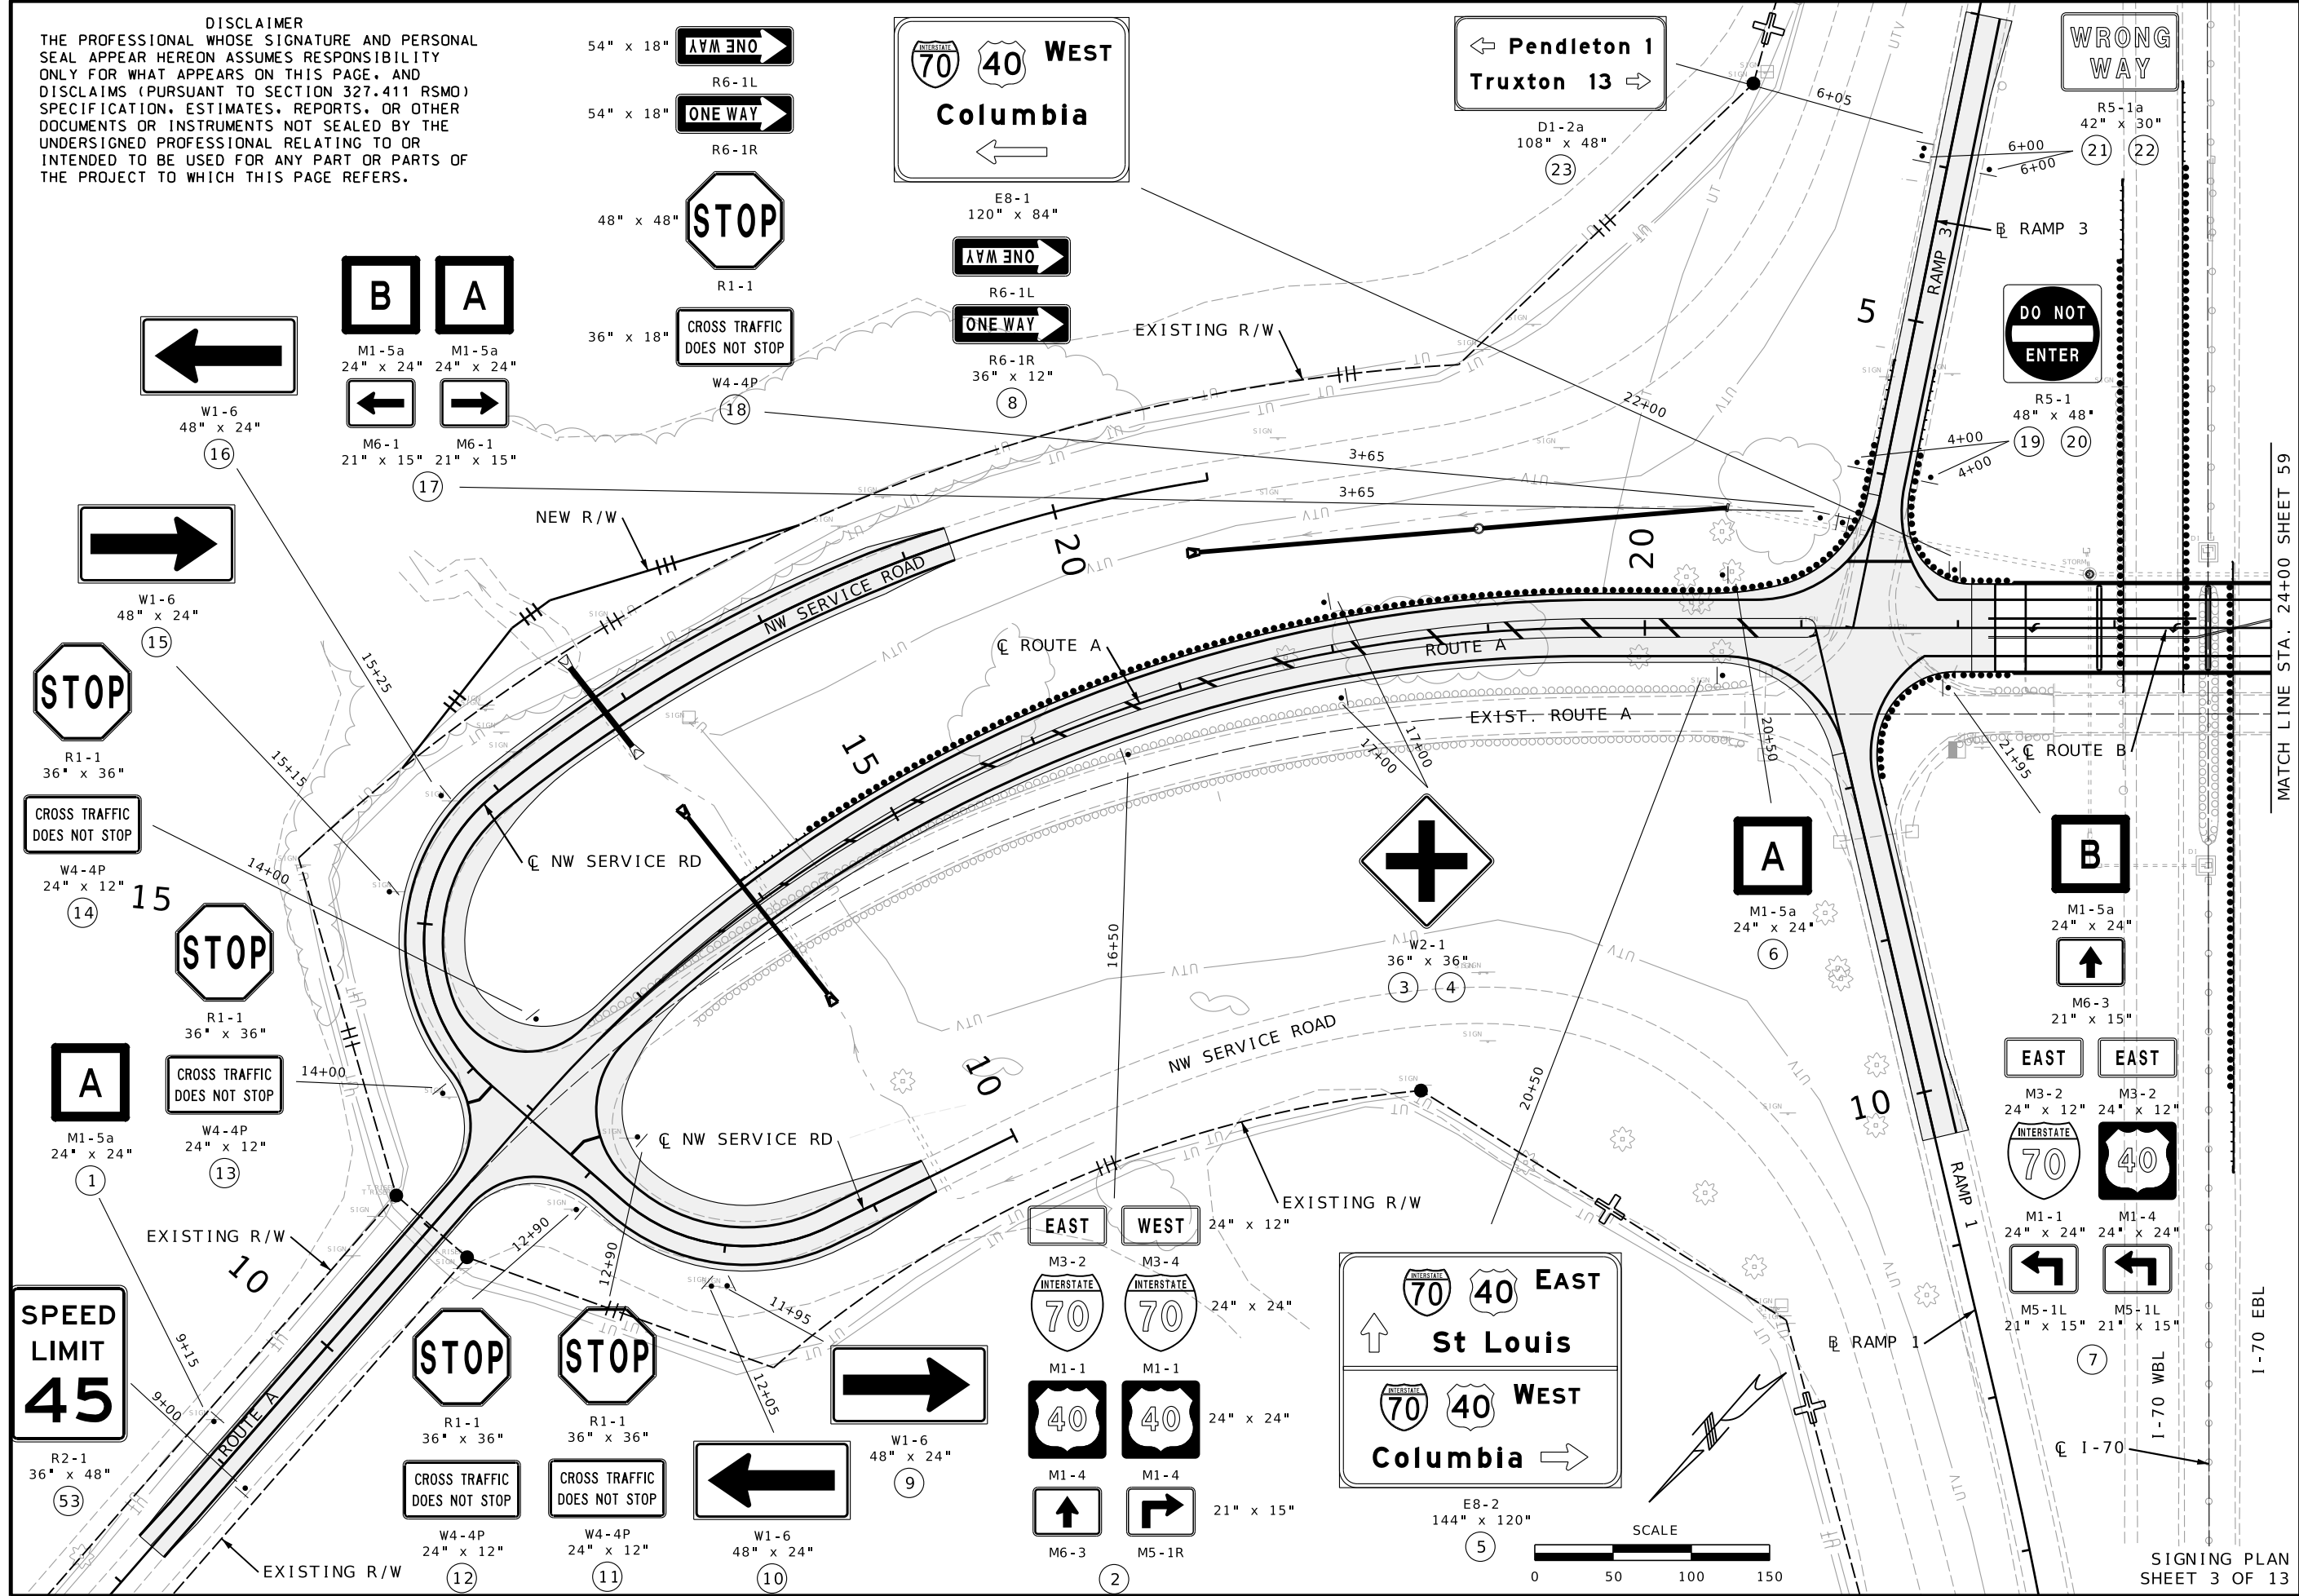 DISCLAIMER
THE PROFESSIONAL WHOSE SIGNATURE AND PERSONAL
SEAL APPEAR HEREON ASSUMES RESPONSIBILITY
ONLY FOR WHAT APPEARS ON THIS PAGE, AND
DISCLAIMS (PURSUANT TO SECTION 327.411 RSMO)
SPECIFICATION, ESTIMATES, REPORTS, OR OTHER
DOCUMENTS OR INSTRUMENTS NOT SEALED BY THE
UNDERSIGNED PROFESSIONAL RELATING TO OR
INTENDED TO BE USED FOR ANY PART OR PARTS OF
THE PROJECT TO WHICH THIS PAGE REFERS.
54" x 18"
ONE WAY
R6-1L
54" x 18"
ONE WAY
R6-1R
48" x 48"
STOP
R1-1
36" x 18"
CROSS TRAFFIC
DOES NOT STOP
W4-4P
18
INTERSTATE
70 40 WEST
Columbia
E8-1
120" x 84"
ONE WAY
R6-1L
ONE WAY
R6-1R
36" x 12"
8
Pendleton 1
Truxton 13
D1-2a
108" x 48"
23
WRONG
WAY
R5-1a
42" x 30"
21 22
6+05
6+00
6+00
RAMP 3
℄ RAMP 3
5
DO NOT
ENTER
R5-1
48" x 48"
19 20
4+00
4+00
B A
M1-5a M1-5a
24" x 24" 24" x 24"
M6-1 M6-1
21" x 15" 21" x 15"
17
W1-6
48" x 24"
16
W1-6
48" x 24"
15
STOP
R1-1
36" x 36"
CROSS TRAFFIC
DOES NOT STOP
W4-4P
24" x 12"
14
15
STOP
R1-1
36" x 36"
CROSS TRAFFIC
DOES NOT STOP
W4-4P
24" x 12"
13
A
M1-5a
24" x 24"
1
EXISTING R/W
10
SPEED
LIMIT
45
R2-1
36" x 48"
53
9+15
9+00
ROUTE A
EXISTING R/W
15+25
15+15
14+00
14+00
NEW R/W
EXISTING R/W
22+00
3+65
3+65
20
20
NW SERVICE ROAD
℄ ROUTE A
ROUTE A
EXIST. ROUTE A
15
17+00
17+00
20+50
21+95
℄ ROUTE B
MATCH LINE STA. 24+00 SHEET 59
℄ NW SERVICE RD
16+50
W2-1
36" x 36"
3 4
A
M1-5a
24" x 24"
6
B
M1-5a
24" x 24"
M6-3
21" x 15"
EAST EAST
M3-2 M3-2
24" x 12" 24" x 12"
INTERSTATE
70 40
M1-1 M1-4
24" x 24" 24" x 24"
M5-1L M5-1L
21" x 15" 21" x 15"
7
NW SERVICE ROAD
10
℄ NW SERVICE RD
20+50
10
RAMP 1
℄ RAMP 1
EXISTING R/W
12+90
12+90
11+95
12+05
STOP
R1-1
36" x 36"
CROSS TRAFFIC
DOES NOT STOP
W4-4P
24" x 12"
12
STOP
R1-1
36" x 36"
CROSS TRAFFIC
DOES NOT STOP
W4-4P
24" x 12"
11
W1-6
48" x 24"
10
W1-6
48" x 24"
9
EAST WEST 24" x 12"
M3-2 M3-4
INTERSTATE INTERSTATE
70 70 24" x 24"
M1-1 M1-1
40 40 24" x 24"
M1-4 M1-4
21" x 15"
M6-3 M5-1R
2
INTERSTATE
70 40 EAST
St Louis
INTERSTATE
70 40 WEST
Columbia
E8-2
144" x 120"
5
SCALE
0 50 100 150
I-70 WBL
I-70 EBL
℄ I-70
SIGNING PLAN
SHEET 3 OF 13